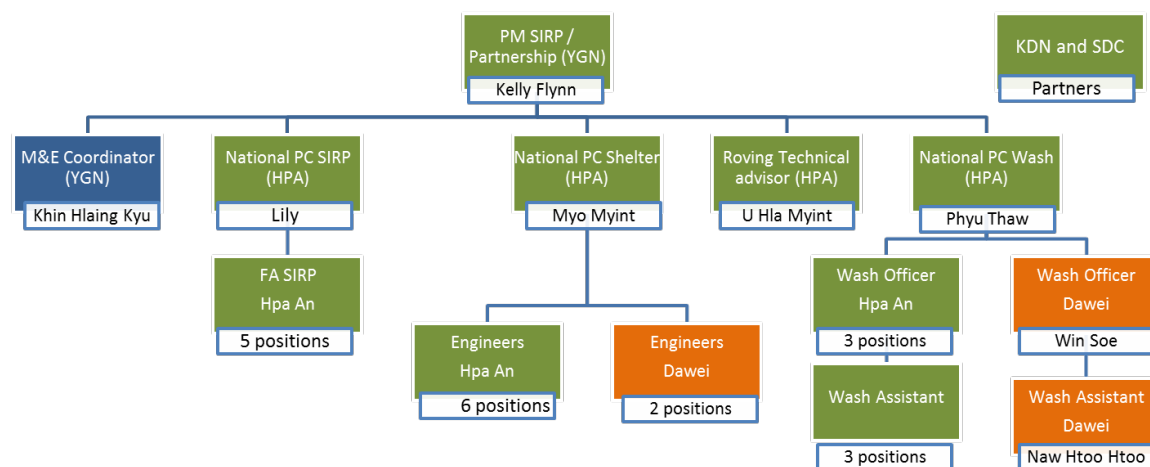 PM SIRP /
Partnership (YGN)
Kelly Flynn
KDN and SDC
Partners
M&E Coordinator
(YGN)
Khin Hlaing Kyu
National PC SIRP
(HPA)
Lily
National PC Shelter
(HPA)
Myo Myint
Roving Technical
advisor (HPA)
U Hla Myint
National PC Wash
(HPA)
Phyu Thaw
FA SIRP
Hpa An
5 positions
Engineers
Hpa An
6 positions
Engineers
Dawei
2 positions
Wash Officer
Hpa An
3 positions
Wash Officer
Dawei
Win Soe
Wash Assistant
3 positions
Wash Assistant
Dawei
Naw Htoo Htoo